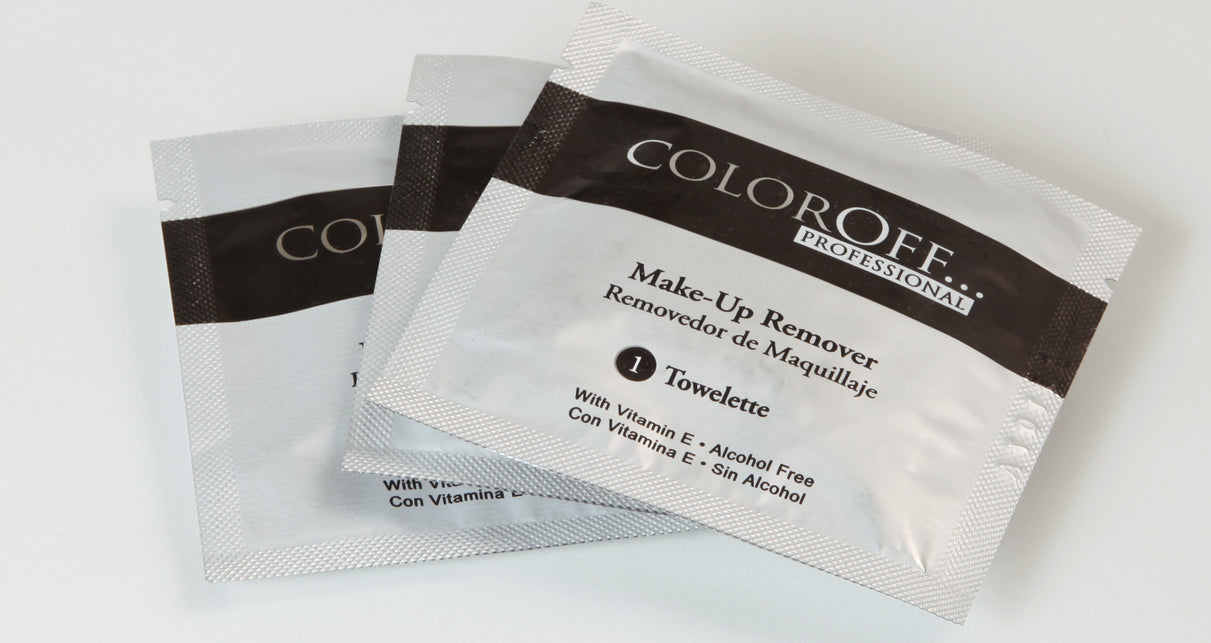 COLOROFF...
PROFESSIONAL
Make-Up Remover
Removedor de Maquillaje
1 Towelette
With Vitamin E • Alcohol Free
Con Vitamina E • Sin Alcohol
COL
With
Con Vitamina E